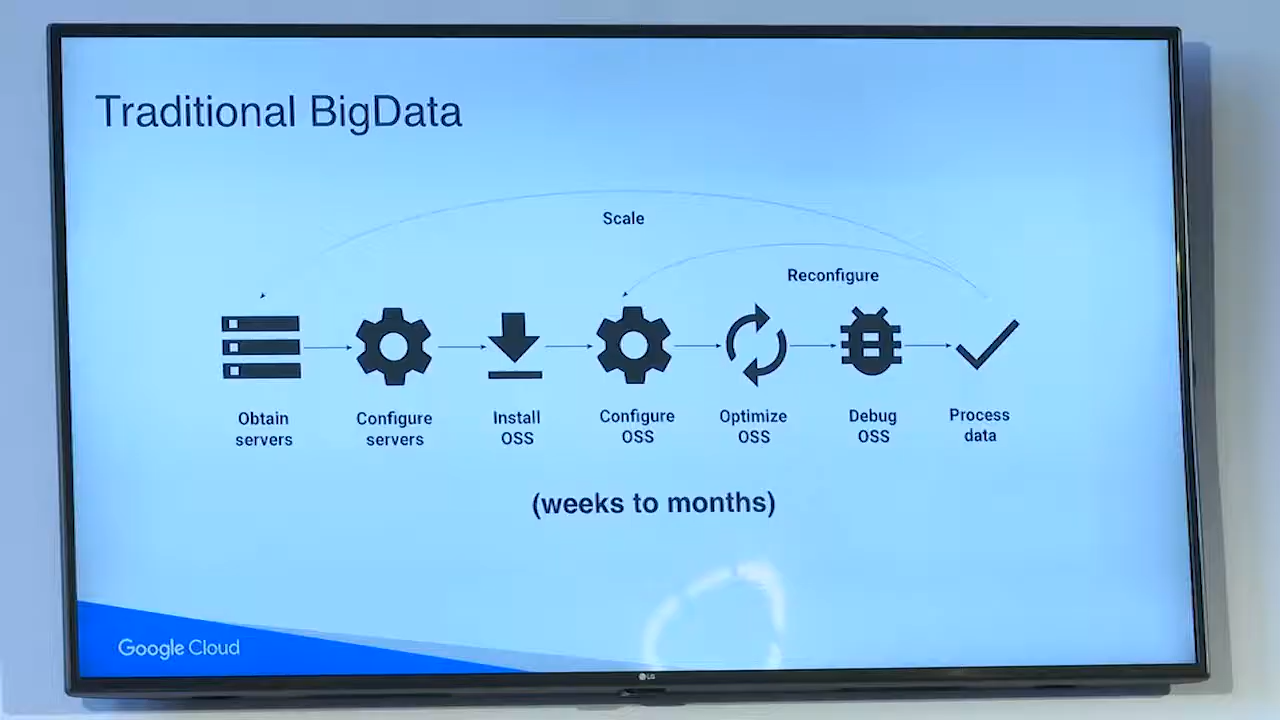 Traditional BigData
Scale
Reconfigure
Obtain
servers
Configure
servers
Install
OSS
Configure
OSS
Optimize
OSS
Debug
OSS
Process
data
(weeks to months)
Google Cloud
LG